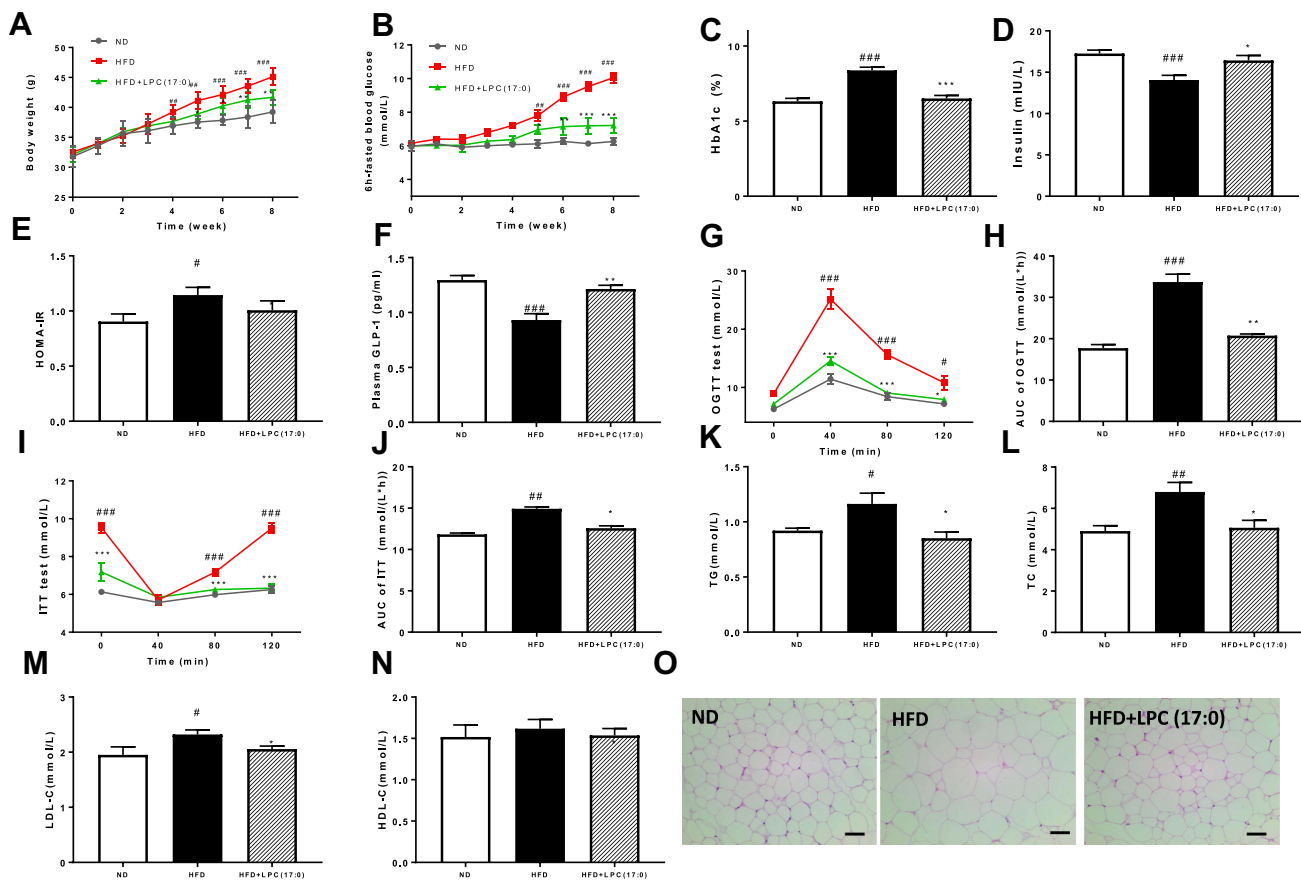 A
Body weight (g)
50
45
40
35
30
25
ND
HFD
HFD+LPC(17:0)
##
##
###
###
###
**
**
0 2 4 6 8
Time (week)
B
6h-fasted blood glucose
(mmol/L)
12
10
8
6
4
2
ND
HFD
HFD+LPC(17:0)
##
###
###
###
*
**
***
***
0 2 4 6 8
Time (week)
C
HbA1c (%)
10
5
0
###
***
ND HFD HFD+LPC(17:0)
D
Insulin (mIU/L)
20
15
10
5
0
###
*
ND HFD HFD+LPC(17:0)
E
HOMA-IR
1.5
1.0
0.5
0.0
#
*
ND HFD HFD+LPC(17:0)
F
Plasma GLP-1 (pg/ml)
1.5
1.0
0.5
0.0
###
**
ND HFD HFD+LPC(17:0)
G
OGTT test (mmol/L)
30
25
20
15
10
###
###
#
***
***
*
0 40 80 120
Time (min)
H
AUC of OGTT (mmol/(L*h))
40
30
20
10
0
###
**
ND HFD HFD+LPC(17:0)
I
ITT test (mmol/L)
12
10
8
6
4
###
###
###
***
***
***
0 40 80 120
Time (min)
J
AUC of ITT (mmol/(L*h))
20
15
10
5
0
##
*
ND HFD HFD+LPC(17:0)
K
TG(mmol/L)
1.5
1.0
0.5
0.0
#
*
ND HFD HFD+LPC(17:0)
L
TC (mmol/L)
8
6
4
2
0
##
*
ND HFD HFD+LPC(17:0)
M
LDL-C(mmol/L)
3
2
1
0
#
*
ND HFD HFD+LPC(17:0)
N
HDL-C(mmol/L)
2.0
1.5
1.0
0.5
0.0
ND HFD HFD+LPC(17:0)
O
ND
HFD
HFD+LPC (17:0)